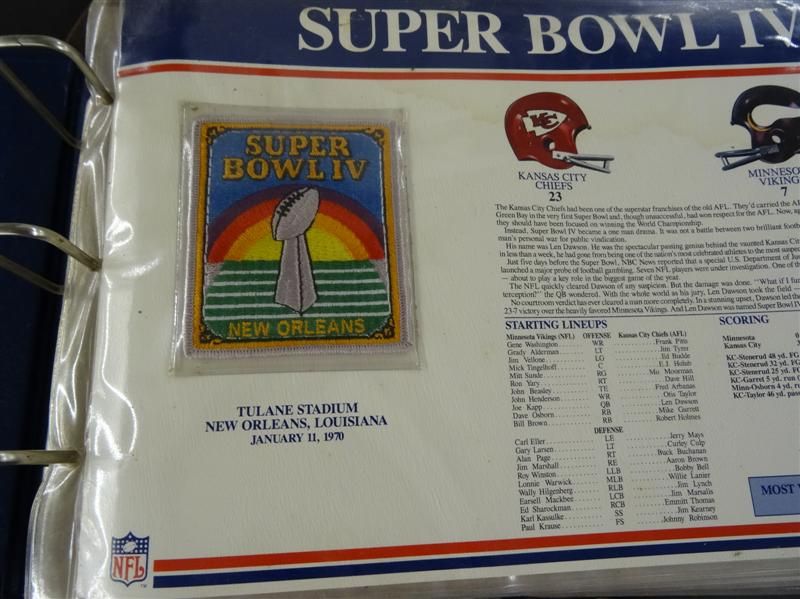 SUPER BOWL IV
SUPER
BOWL IV
NEW ORLEANS
TULANE STADIUM
NEW ORLEANS, LOUISIANA
JANUARY 11, 1970
NFL
KC
KANSAS CITY
CHIEFS
23
MINNESO
VIKING
7
The Kansas City Chiefs had been one of the superstar franchises of the old AFL. They'd carried the
Green Bay in the very first Super Bowl and, though unsuccessful, had won respect for the AFL. Now,
they should have been focused on winning the World Championship.
Instead, Super Bowl IV became a one man drama. It was not a battle between two brilliant
man's personal war for public vindication.
His name was Len Dawson. He was the spectacular passing genius behind the vaunted Kansas
in less than a week, he had gone from being one of the nation's most celebrated athletes to the most
Just five days before the Super Bowl, NBC News reported that a special U.S. Department of
launched a major probe of football gambling. Seven NFL players were under investigation. One of
— about to play a key role in the biggest game of the year.
The NFL quickly cleared Dawson of any suspicion. But the damage was done. "What if I
terception?" the QB wondered. With the whole world as his jury, Len Dawson took the field —
No courtroom verdict has ever cleared a man more completely. In a stunning upset, Dawson led the
23-7 victory over the heavily favored Minnesota Vikings. And Len Dawson was named Super Bowl
STARTING LINEUPS
Minnesota Vikings (NFL) OFFENSE Kansas City Chiefs (AFL)
Gene Washington WR Frank Pitts
Grady Alderman LT Jim Tyrer
Jim Vellone LG Ed Budde
Mick Tingelhoff C E.J. Holub
Milt Sunde RG Mo Moorman
Ron Yary RT Dave Hill
John Beasley TE Fred Arbanas
John Henderson WR Otis Taylor
Joe Kapp QB Len Dawson
Dave Osborn RB Mike Garrett
Bill Brown RB Robert Holmes
DEFENSE
Carl Eller LE Jerry Mays
Gary Larsen LT Curley Culp
Alan Page RT Buck Buchanan
Jim Marshall RE Aaron Brown
Roy Winston LLB Bobby Bell
Lonnie Warwick MLB Willie Lanier
Wally Hilgenberg RLB Jim Lynch
Earsell Mackbee LCB Jim Marsalis
Ed Sharockman RCB Emmitt Thomas
Karl Kassulke SS Jim Kearney
Paul Krause FS Johnny Robinson
SCORING
Minnesota
Kansas City
KC-Stenerud 48 yd. FG
KC-Stenerud 32 yd. FG
KC-Stenerud 25 yd. FG
KC-Garret 5 yd. run
Minn-Osborn 4 yd.
KC-Taylor 46 yd.
MOST